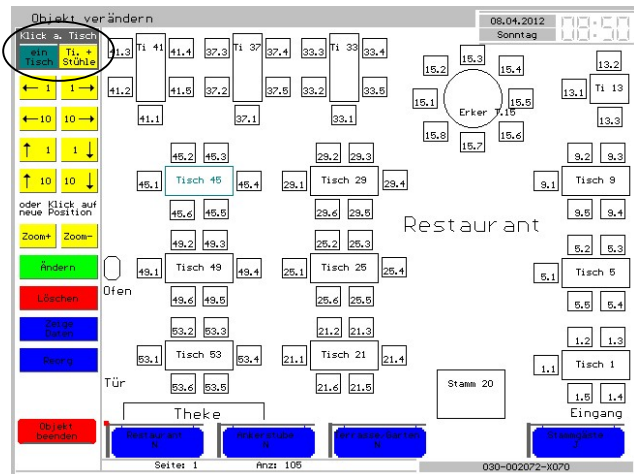 Objekt verändern
08.04.2012
Sonntag
08:50
Klick a. Tisch
ein Tisch
Ti. + Stühle
← 1
1 →
← 10
10 →
↑ 1
1 ↓
↑ 10
10 ↓
oder Klick auf
neue Position
Zoom+
Zoom-
Ändern
Löschen
Zeige
Daten
Reorg
Objekt
beenden
41.3 Ti 41 41.4 37.3 Ti 37 37.4 33.3 Ti 33 33.4
41.2 41.5 37.2 37.5 33.2 33.5
41.1 37.1 33.1
15.3
15.2 15.4
15.1 15.5
Erker T.15
15.8 15.6
15.7
13.2
13.1 Ti 13
13.3
45.2 45.3 29.2 29.3 9.2 9.3
45.1 Tisch 45 45.4 29.1 Tisch 29 29.4 9.1 Tisch 9
45.6 45.5 29.6 29.5 9.5 9.4
Restaurant
49.2 49.3 25.2 25.3 5.2 5.3
49.1 Tisch 49 49.4 25.1 Tisch 25 25.4 5.1 Tisch 5
Ofen
49.6 49.5 25.6 25.5 5.5 5.4
53.2 53.3 21.2 21.3 1.2 1.3
53.1 Tisch 53 53.4 21.1 Tisch 21 21.4 1.1 Tisch 1
Tür
53.6 53.5 21.6 21.5 Stamm 20 1.5 1.4
Theke
Eingang
Restaurant
N
Ankerstube
N
Terrasse-Garten
N
Stammgäste
J
Seite: 1
Anz: 105
030-002072-X070